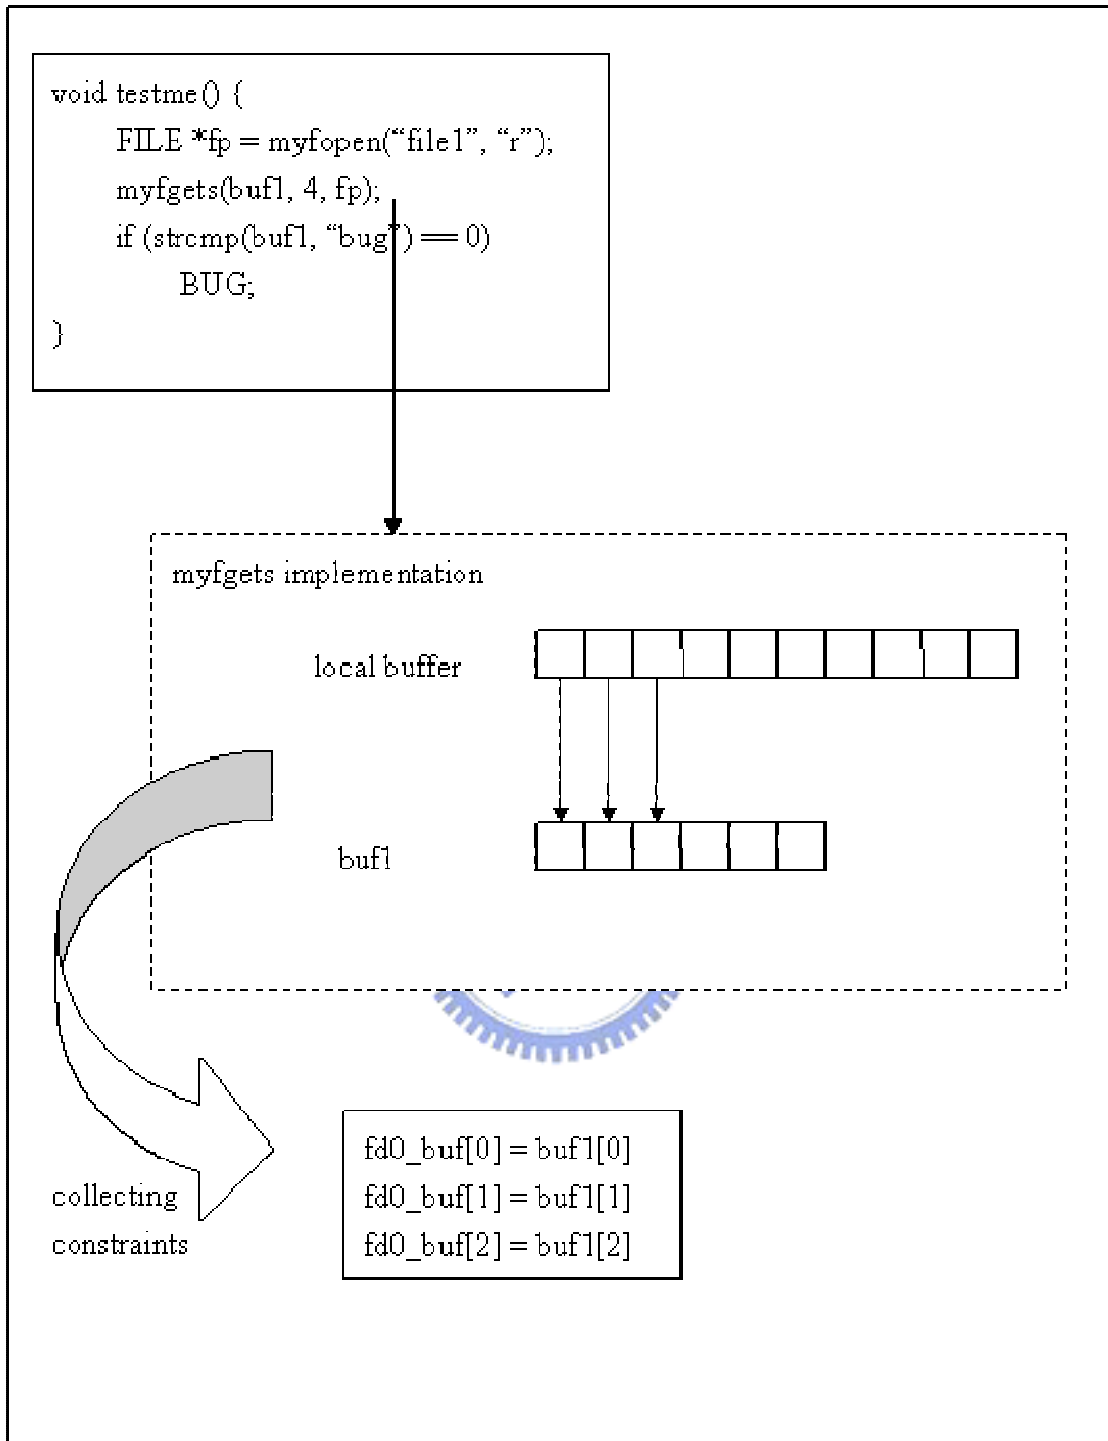 void testme() {
FILE *fp = myfopen(“file1”, “r”);
myfgets(buf1, 4, fp);
if (strcmp(buf1, “bug”) == 0)
BUG;
}
myfgets implementation
local buffer
buf1
fd0_buf[0] = buf1[0]
fd0_buf[1] = buf1[1]
fd0_buf[2] = buf1[2]
collecting
constraints